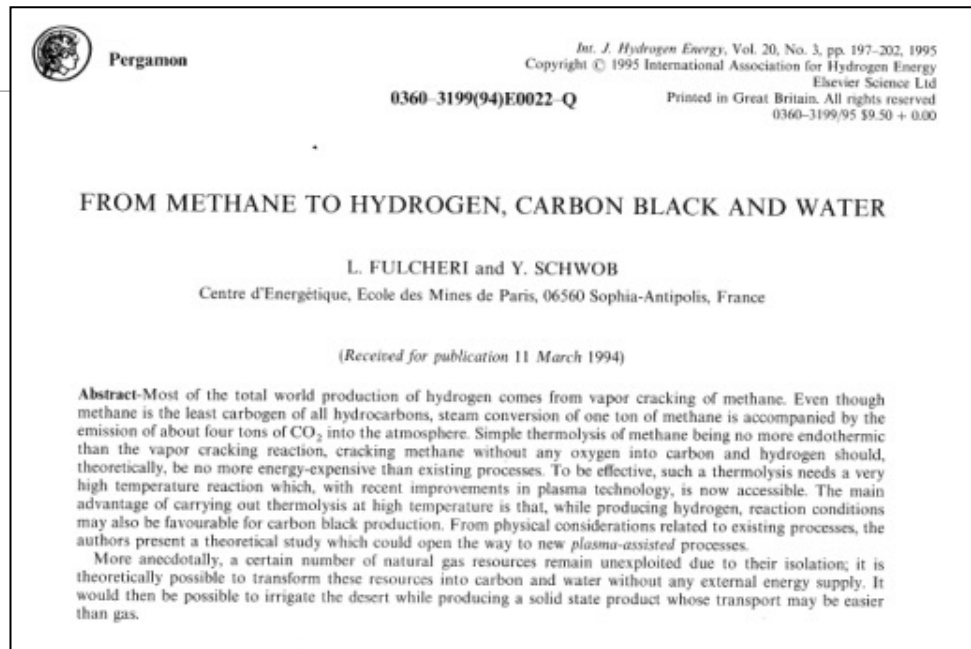 Pergamon
Int. J. Hydrogen Energy, Vol. 20, No. 3, pp. 197–202, 1995
Copyright © 1995 International Association for Hydrogen Energy
Elsevier Science Ltd
Printed in Great Britain. All rights reserved
0360–3199/95 $9.50 + 0.00
0360–3199(94)E0022–Q
FROM METHANE TO HYDROGEN, CARBON BLACK AND WATER
L. FULCHERI and Y. SCHWOB
Centre d'Energétique, Ecole des Mines de Paris, 06560 Sophia-Antipolis, France
(Received for publication 11 March 1994)
Abstract-Most of the total world production of hydrogen comes from vapor cracking of methane. Even though
methane is the least carbogen of all hydrocarbons, steam conversion of one ton of methane is accompanied by the
emission of about four tons of CO₂ into the atmosphere. Simple thermolysis of methane being no more endothermic
than the vapor cracking reaction, cracking methane without any oxygen into carbon and hydrogen should,
theoretically, be no more energy-expensive than existing processes. To be effective, such a thermolysis needs a very
high temperature reaction which, with recent improvements in plasma technology, is now accessible. The main
advantage of carrying out thermolysis at high temperature is that, while producing hydrogen, reaction conditions
may also be favourable for carbon black production. From physical considerations related to existing processes, the
authors present a theoretical study which could open the way to new plasma-assisted processes.
More anecdotally, a certain number of natural gas resources remain unexploited due to their isolation; it is
theoretically possible to transform these resources into carbon and water without any external energy supply. It
would then be possible to irrigate the desert while producing a solid state product whose transport may be easier
than gas.